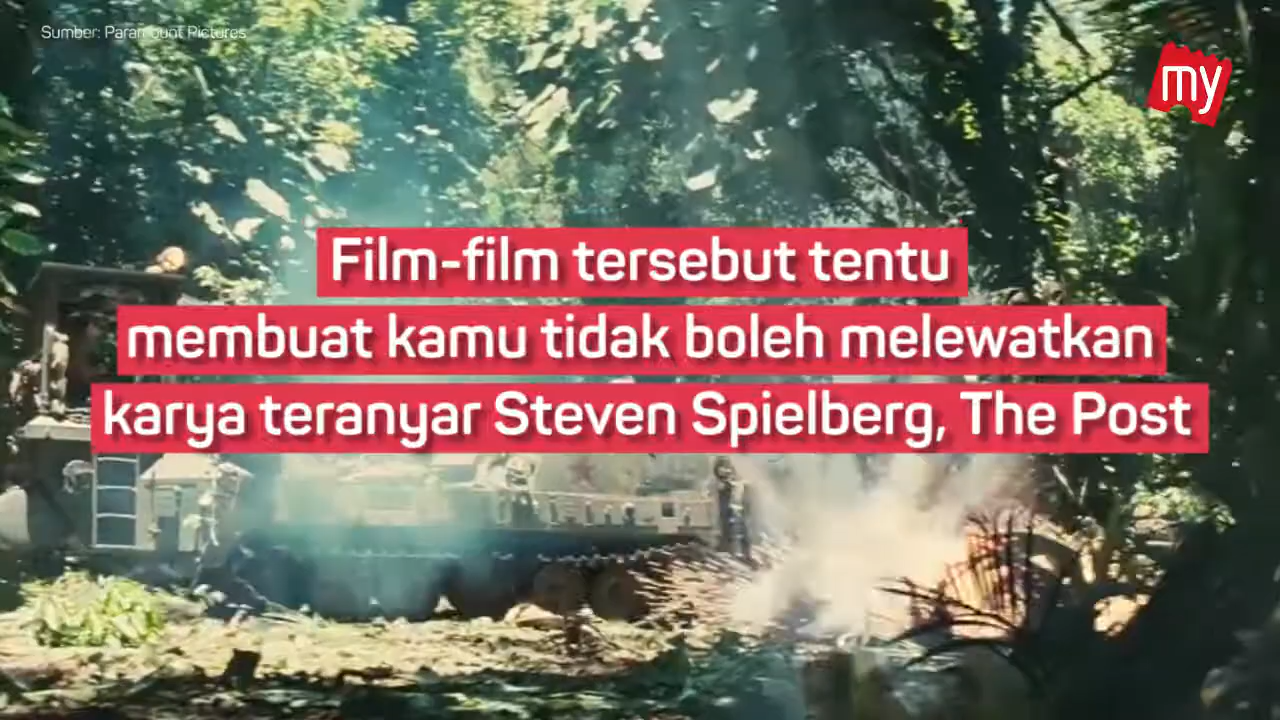 Sumber: Paramount Pictures
my
Film-film tersebut tentu
membuat kamu tidak boleh melewatkan
karya teranyar Steven Spielberg, The Post